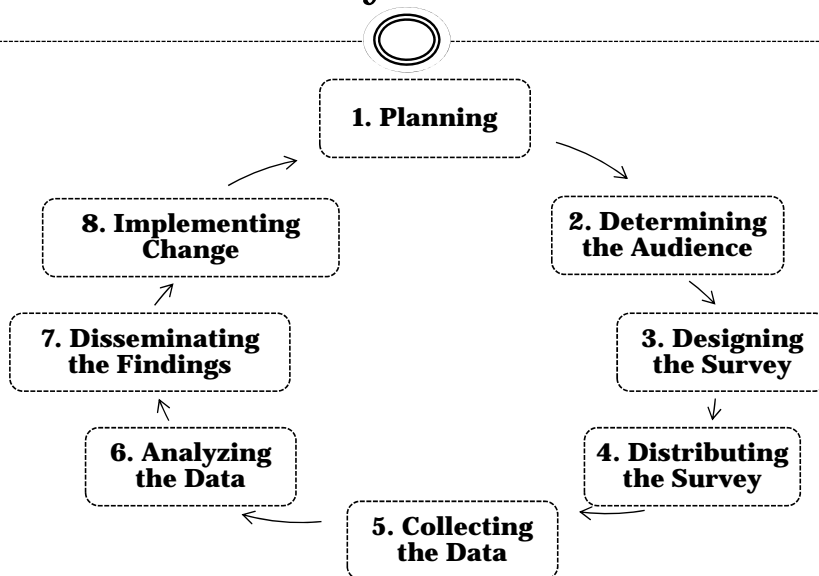 1. Planning
2. Determining
the Audience
3. Designing
the Survey
4. Distributing
the Survey
5. Collecting
the Data
6. Analyzing
the Data
7. Disseminating
the Findings
8. Implementing
Change